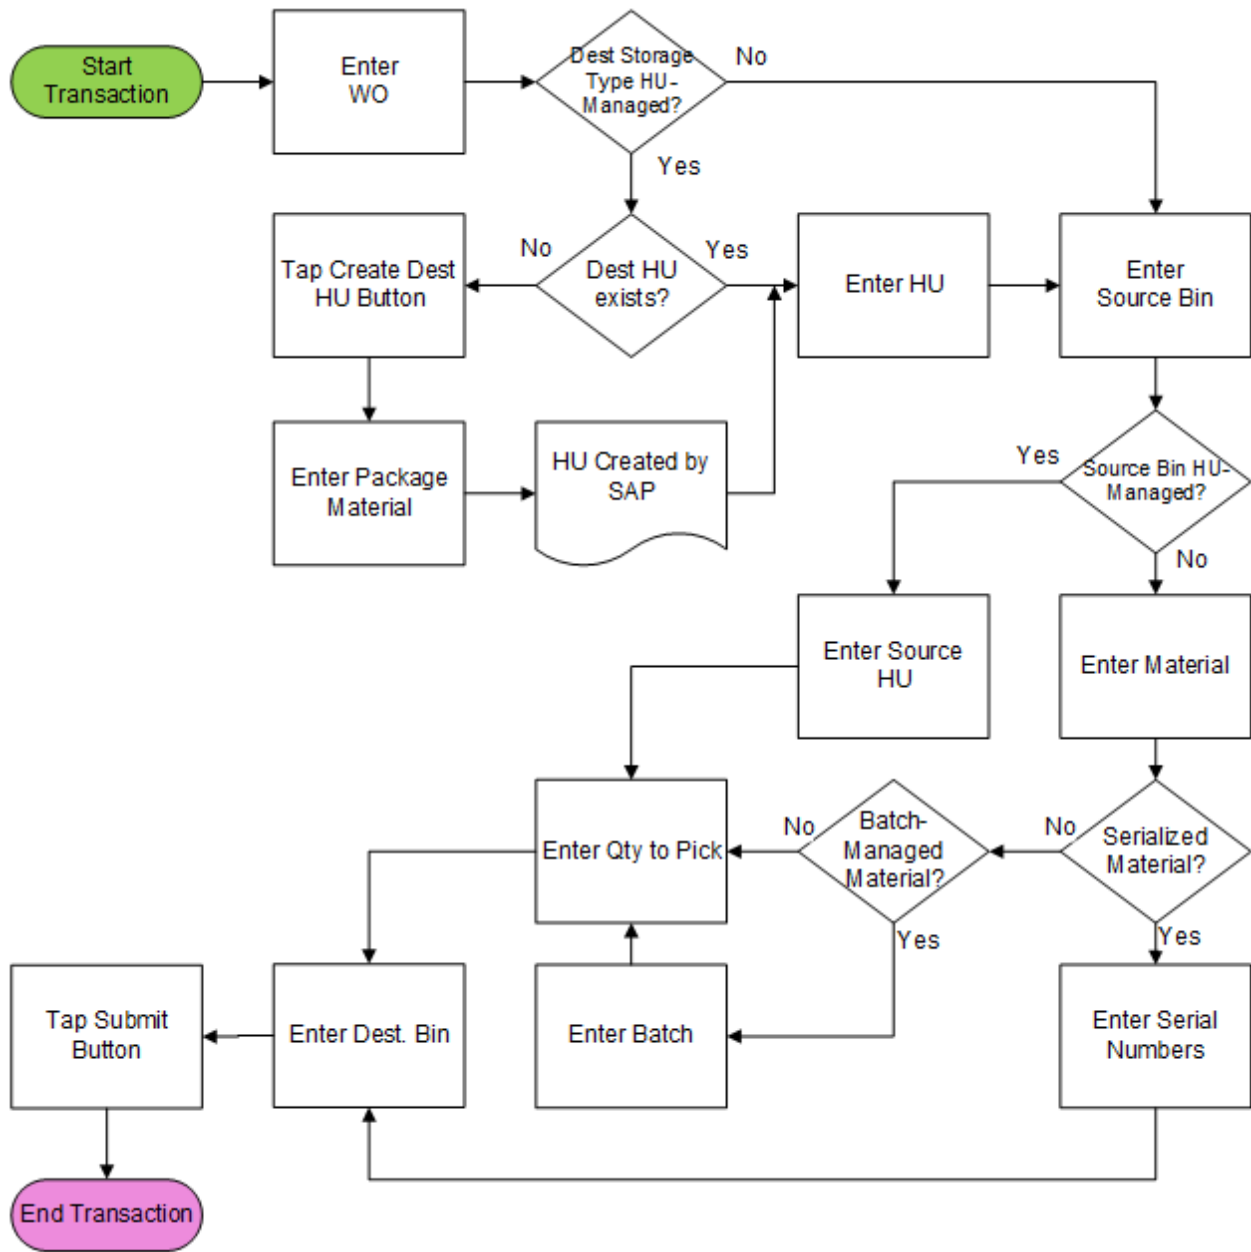 Start
Transaction
Enter
WO
Dest Storage
Type HU-
Managed?
No
Yes
Tap Create Dest
HU Button
No
Dest HU
exists?
Yes
Enter HU
Enter
Source Bin
Enter Package
Material
HU Created by
SAP
Yes
Source Bin HU-
Managed?
No
Enter Source
HU
Enter Material
Enter Qty to Pick
No
Batch-
Managed
Material?
Yes
No
Serialized
Material?
Yes
Tap Submit
Button
Enter Dest. Bin
Enter Batch
Enter Serial
Numbers
End Transaction